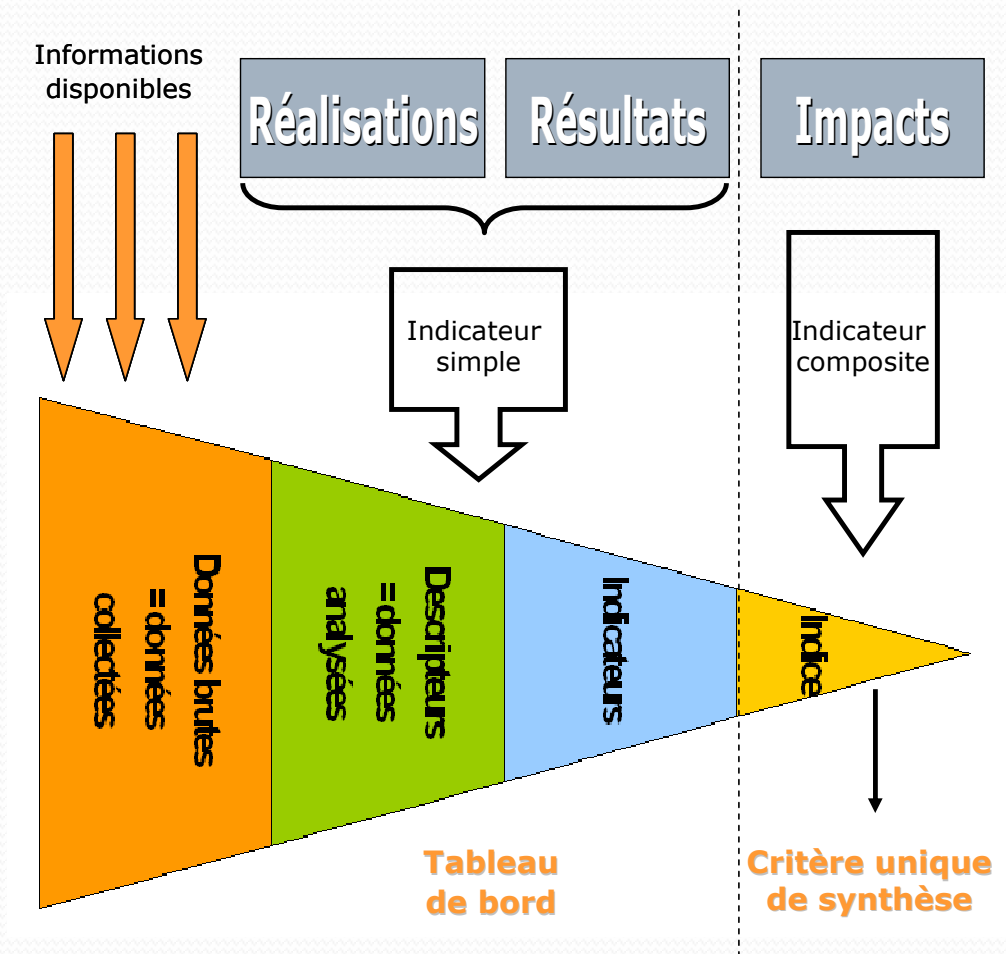 Informations
disponibles
Réalisations
Résultats
Impacts
Indicateur
simple
Indicateur
composite
Données brutes
= données
collectées
Descripteurs
= données
analysées
Indicateurs
Indice
Tableau
de bord
Critère unique
de synthèse